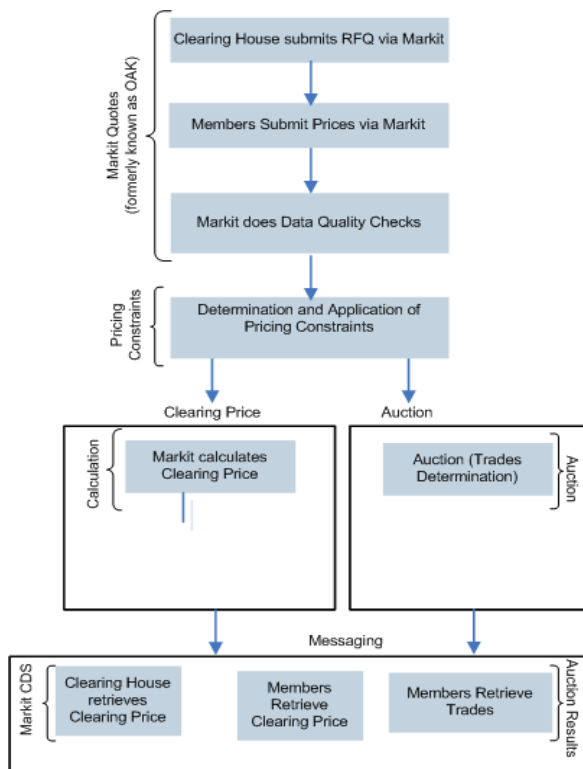 Clearing House submits RFQ via Markit
Markit Quotes
(formerly known as OAK)
Members Submit Prices via Markit
Markit does Data Quality Checks
Pricing
Constraints
Determination and Application of
Pricing Constraints
Clearing Price
Auction
Calculation
Markit calculates
Clearing Price
Auction (Trades
Determination)
Auction
Messaging
Markit CDS
Clearing House
retrieves
Clearing Price
Members
Retrieve
Clearing Price
Members Retrieve
Trades
Auction Results